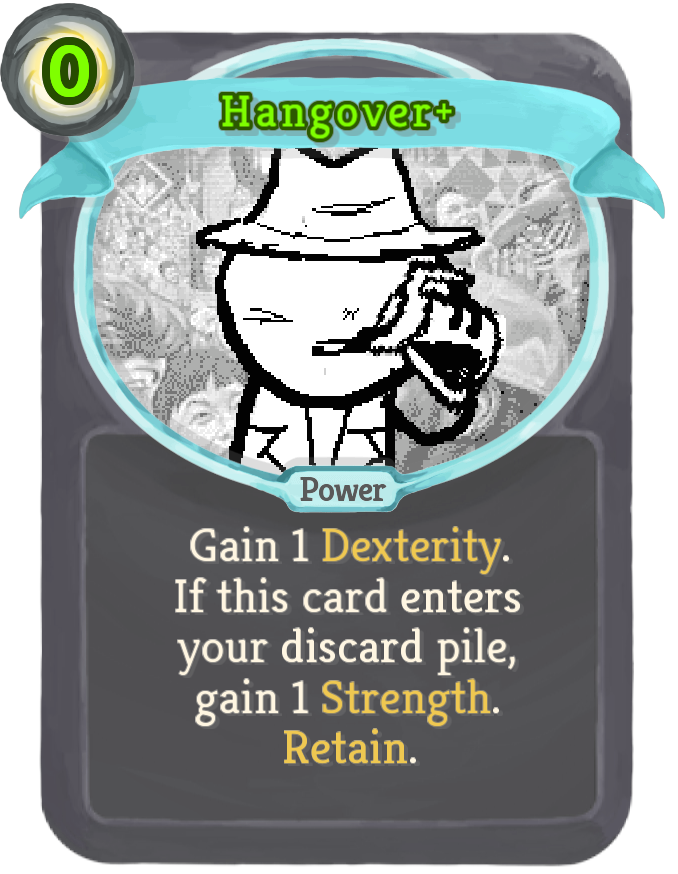 0
Hangover+
Power
Gain 1 Dexterity.
If this card enters
your discard pile,
gain 1 Strength.
Retain.